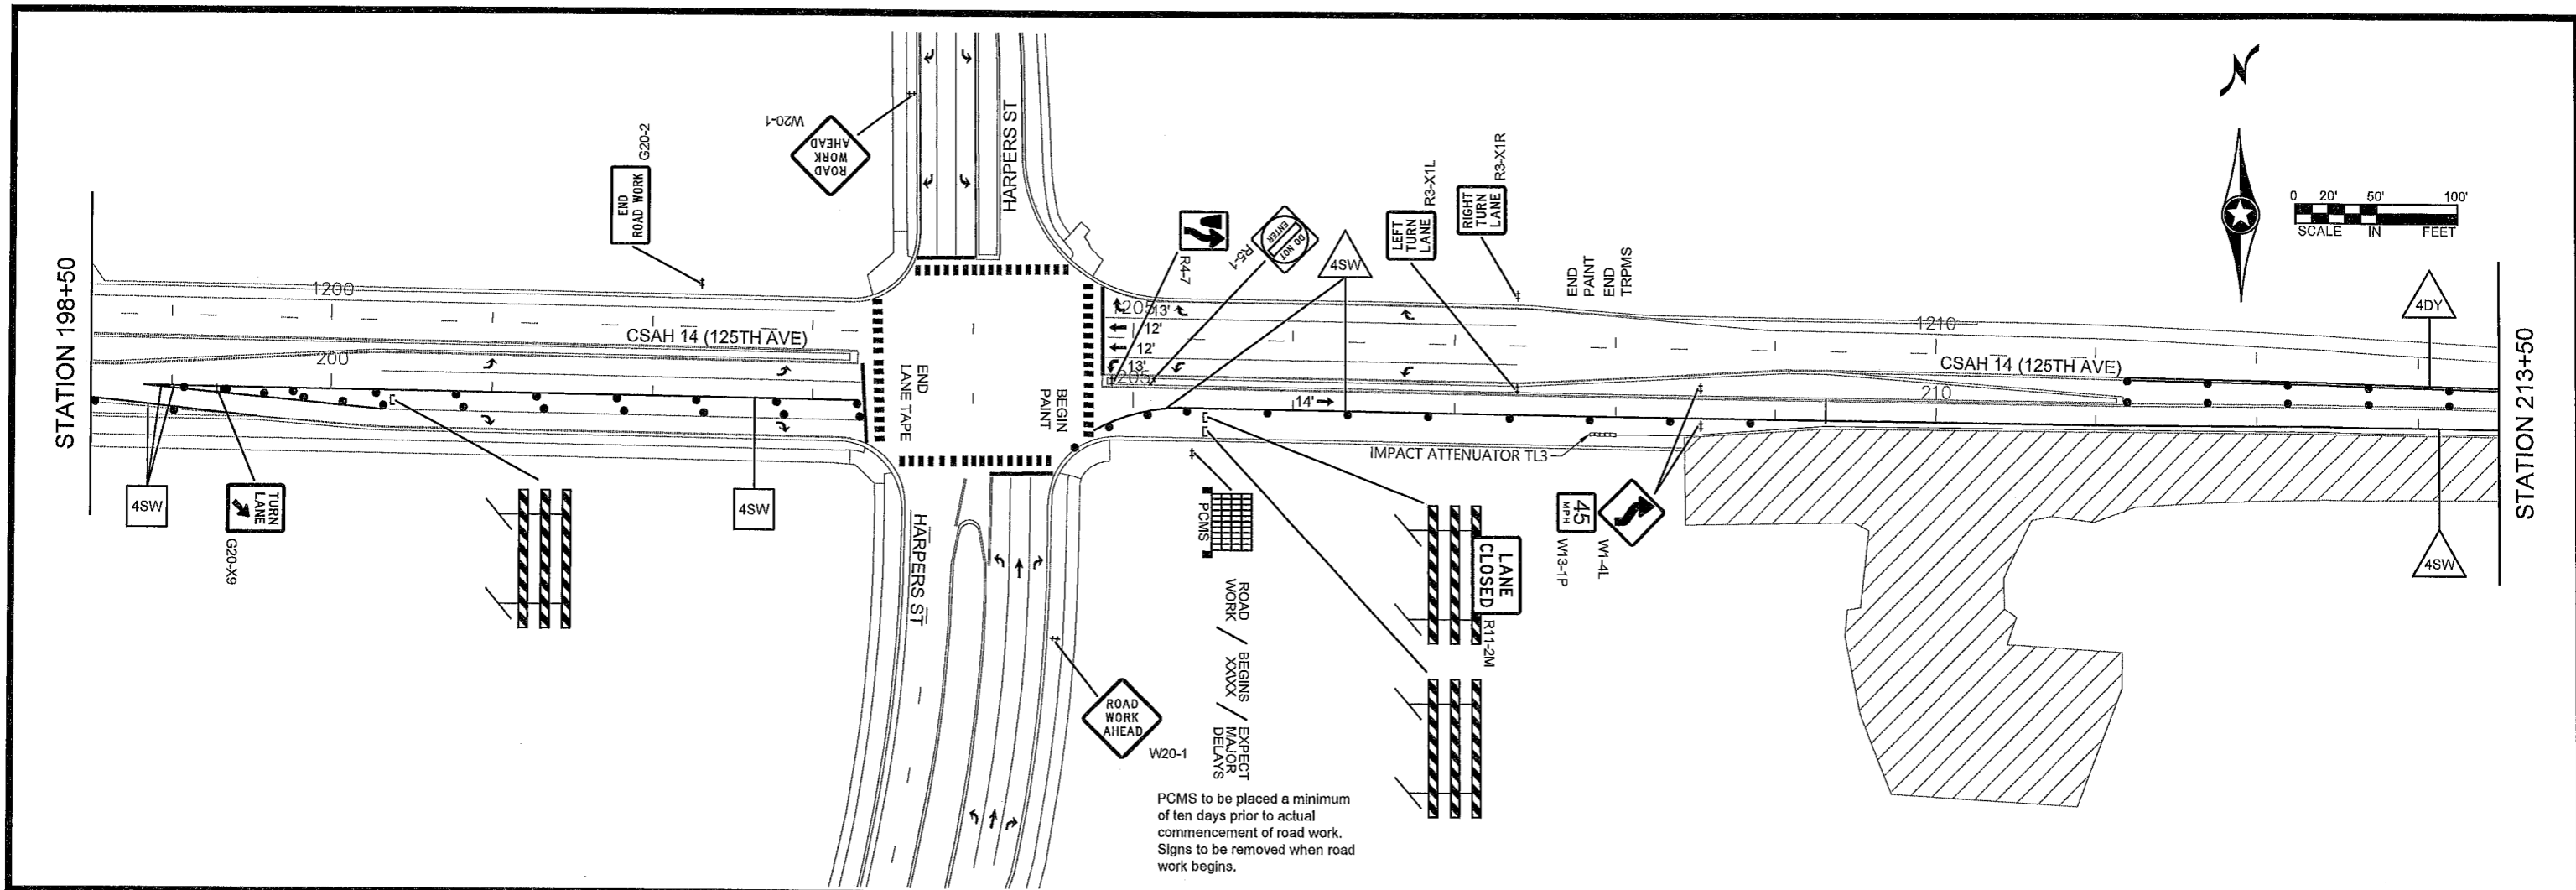 STATION 198+50
1200
CSAH 14 (125TH AVE)
200
4SW
TURN
LANE
G20-X9
END
ROAD WORK
G20-2
W20-1
ROAD
WORK
AHEAD
HARPERS ST
END
LANE TAPE
BEGIN
PAINT
4SW
HARPERS ST
R4-7
DO NOT
ENTER
R5-1
4SW
LEFT
TURN
LANE
R3-X1L
RIGHT
TURN
LANE
R3-X1R
END
PAINT
END
TRPMS
1205
13'
12'
12'
13'
205
14'
IMPACT ATTENUATOR TL3
1210
CSAH 14 (125TH AVE)
210
4DY
4SW
N
0 20' 50' 100'
SCALE IN FEET
STATION 213+50
45
MPH
W13-1P
W1-4L
LANE
CLOSED
R11-2M
PCMS
ROAD
WORK
/
BEGINS
XX\XX
/
EXPECT
MAJOR
DELAYS
ROAD
WORK
AHEAD
W20-1
PCMS to be placed a minimum
of ten days prior to actual
commencement of road work.
Signs to be removed when road
work begins.